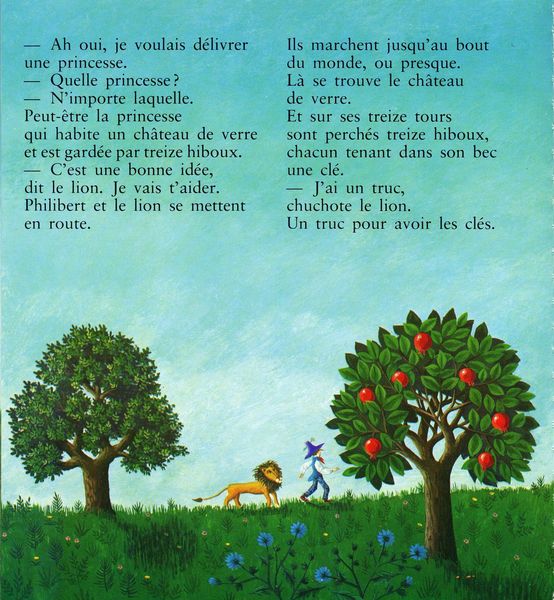 — Ah oui, je voulais délivrer
une princesse.
— Quelle princesse ?
— N'importe laquelle.
Peut-être la princesse
qui habite un château de verre
et est gardée par treize hiboux.
— C'est une bonne idée,
dit le lion. Je vais t'aider.
Philibert et le lion se mettent
en route.
Ils marchent jusqu'au bout
du monde, ou presque.
Là se trouve le château
de verre.
Et sur ses treize tours
sont perchés treize hiboux,
chacun tenant dans son bec
une clé.
— J'ai un truc,
chuchote le lion.
Un truc pour avoir les clés.